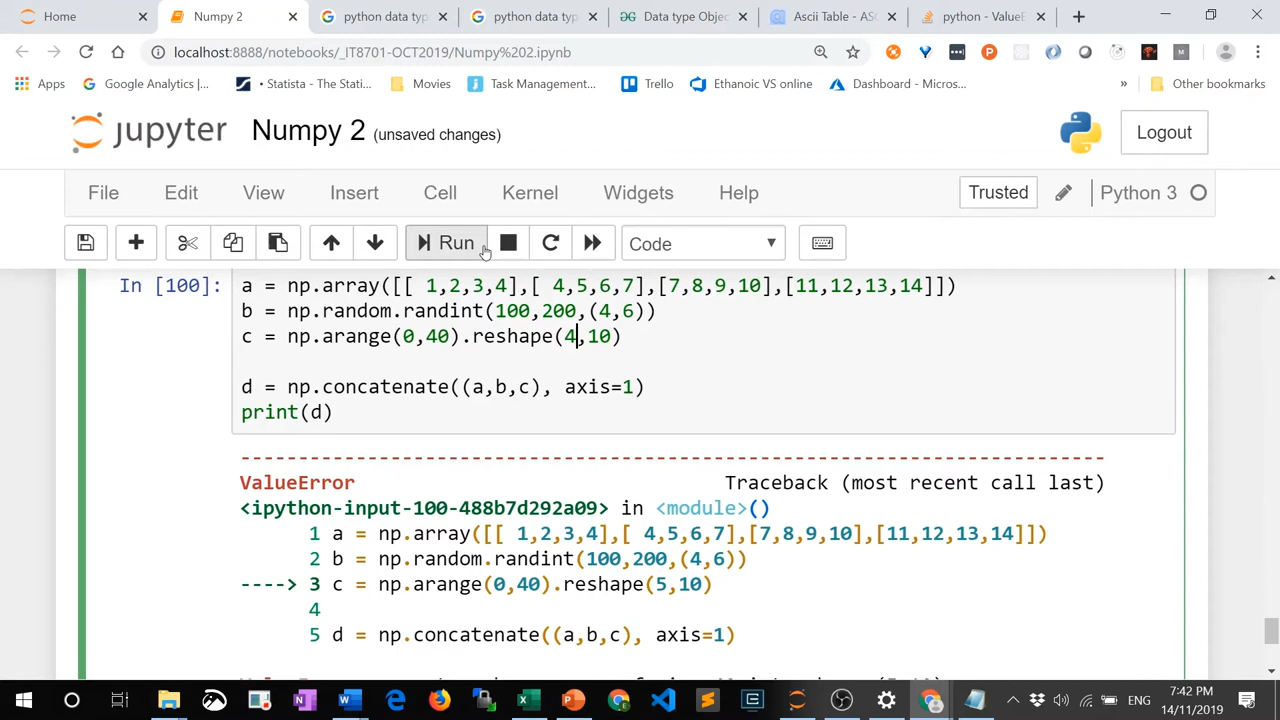 Home
Numpy 2
python data typ
python data typ
Data type Objec
Ascii Table - ASC
python - ValueE
localhost:8888/notebooks/_IT8701-OCT2019/Numpy%202.ipynb
Apps
Google Analytics |...
• Statista - The Stati...
Movies
Task Management...
Trello
Ethanoic VS online
Dashboard - Micros...
»
Other bookmarks
jupyter Numpy 2 (unsaved changes)
Logout
File Edit View Insert Cell Kernel Widgets Help
Trusted
Python 3
Run
Code
In [100]: a = np.array([[ 1,2,3,4],[ 4,5,6,7],[7,8,9,10],[11,12,13,14]])
b = np.random.randint(100,200,(4,6))
c = np.arange(0,40).reshape(4,10)
d = np.concatenate((a,b,c), axis=1)
print(d)
---------------------------------------------------------------------------
ValueError Traceback (most recent call last)
<ipython-input-100-488b7d292a09> in <module>()
1 a = np.array([[ 1,2,3,4],[ 4,5,6,7],[7,8,9,10],[11,12,13,14]])
2 b = np.random.randint(100,200,(4,6))
----> 3 c = np.arange(0,40).reshape(5,10)
4
5 d = np.concatenate((a,b,c), axis=1)
ENG
7:42 PM
14/11/2019